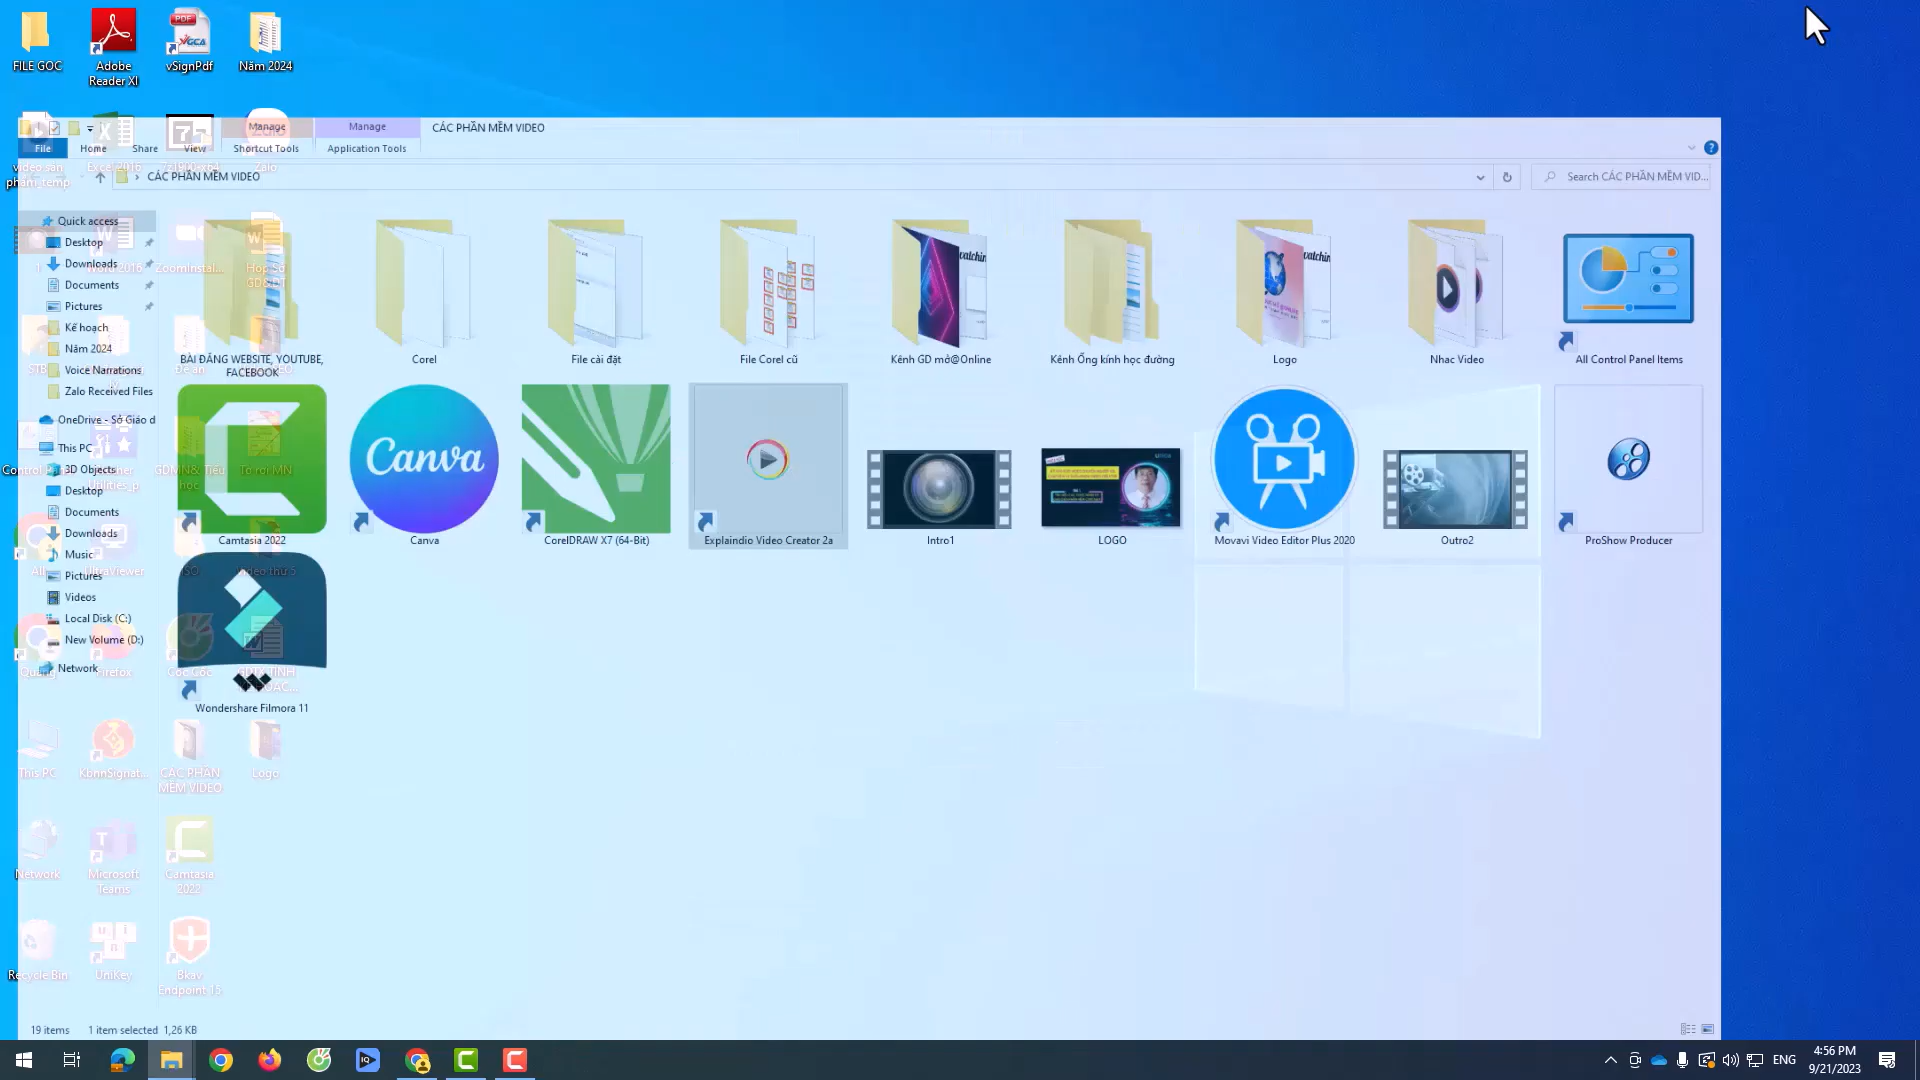 FILE GOC
Adobe
Reader XI
vSignPdf
Năm 2024
Manage
Manage
CÁC PHẦN MỀM VIDEO
File
Home
Share
View
Shortcut Tools
Application Tools
CÁC PHẦN MỀM VIDEO
Search CÁC PHẦN MỀM VID...
Quick access
Desktop
Downloads
Documents
Pictures
Kế hoạch
Năm 2024
Voice Narrations
Zalo Received Files
OneDrive - Sở Giáo d
This PC
3D Objects
Desktop
Documents
Downloads
Music
Pictures
Videos
Local Disk (C:)
New Volume (D:)
Network
BÀI ĐĂNG WEBSITE, YOUTUBE,
FACEBOOK
Corel
File cài đặt
File Corel cũ
Kênh GD mở@Online
Kênh Ống kính học đường
Logo
Nhac Video
All Control Panel Items
Canva
Camtasia 2022
Canva
CorelDRAW X7 (64-Bit)
Explaindio Video Creator 2a
Intro1
LOGO
Movavi Video Editor Plus 2020
Outro2
ProShow Producer
Wondershare Filmora 11
This PC
KbnnSignat...
CÁC PHẦN
MỀM VIDEO
Logo
Network
Microsoft
Teams
Camtasia
2022
Recycle Bin
UniKey
Bkav
Endpoint 1S
19 items
1 item selected 1,26 KB
ENG
4:56 PM
9/21/2023